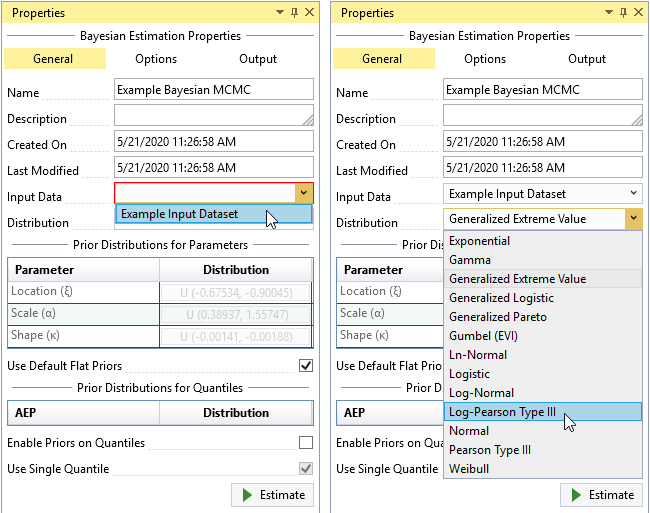 Properties
Bayesian Estimation Properties
General Options Output
Name Example Bayesian MCMC
Description
Created On 5/21/2020 11:26:58 AM
Last Modified 5/21/2020 11:26:58 AM
Input Data
Example Input Dataset
Distribution
Prior Distributions for Parameters
Parameter Distribution
Location (ξ) U (-0.67534, -0.90045)
Scale (α) U (0.38937, 1.55747)
Shape (κ) U (-0.00141, -0.00188)
Use Default Flat Priors
Prior Distributions for Quantiles
AEP Distribution
Enable Priors on Quantiles
Use Single Quantile
Estimate
Properties
Bayesian Estimation Properties
General Options Output
Name Example Bayesian MCMC
Description
Created On 5/21/2020 11:26:58 AM
Last Modified 5/21/2020 11:26:58 AM
Input Data Example Input Dataset
Distribution Generalized Extreme Value
Exponential
Gamma
Generalized Extreme Value
Generalized Logistic
Generalized Pareto
Gumbel (EVI)
Ln-Normal
Logistic
Log-Normal
Log-Pearson Type III
Normal
Pearson Type III
Weibull
Prior Di
Parameter
Location (ξ)
Scale (α)
Shape (κ)
Use Default Flat Prior
Prior D
AEP
Enable Priors on Qua
Use Single Quantile
Estimate